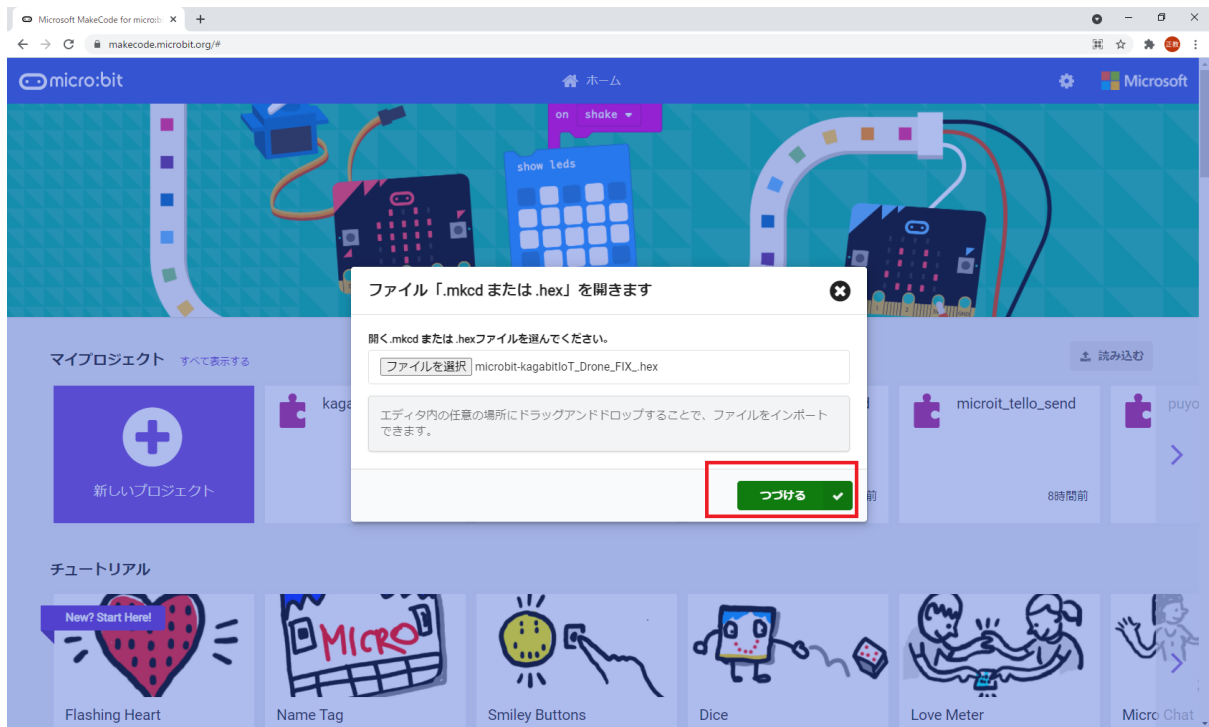 Microsoft MakeCode for micro:b
makecode.microbit.org/#
正教
micro:bit
ホーム
Microsoft
on shake
show leds
ファイル「.mkcd または .hex」を開きます
開く.mkcd または .hexファイルを選んでください。
ファイルを選択 microbit-kagabitIoT_Drone_FIX_.hex
エディタ内の任意の場所にドラッグアンドドロップすることで、ファイルをインポート
できます。
つづける
マイプロジェクト すべて表示する
読み込む
新しいプロジェクト
kaga
前
microit_tello_send
8時間前
puyo
チュートリアル
New? Start Here!
MICRO
Flashing Heart
Name Tag
Smiley Buttons
Dice
Love Meter
Micro Chat